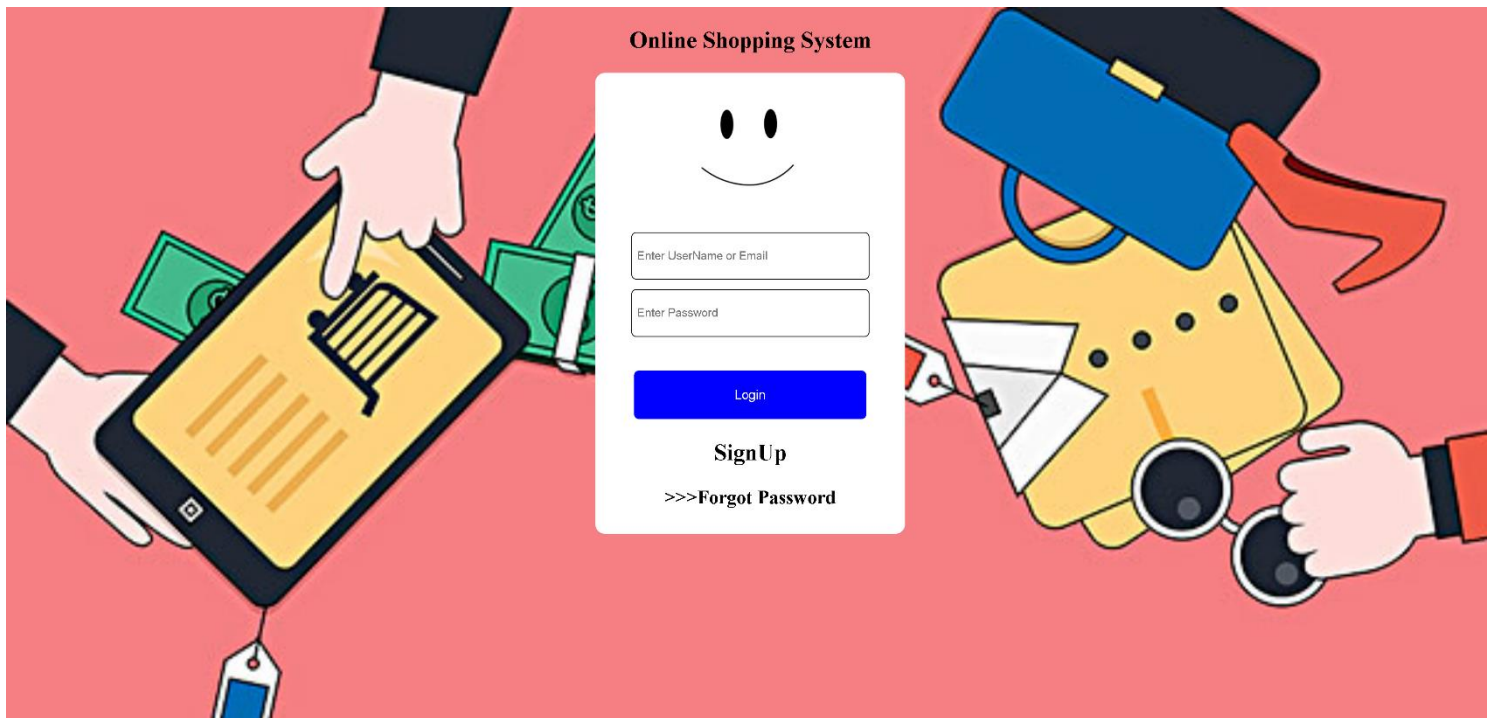 Online Shopping System
Enter UserName or Email
Enter Password
Login
SignUp
>>>Forgot Password